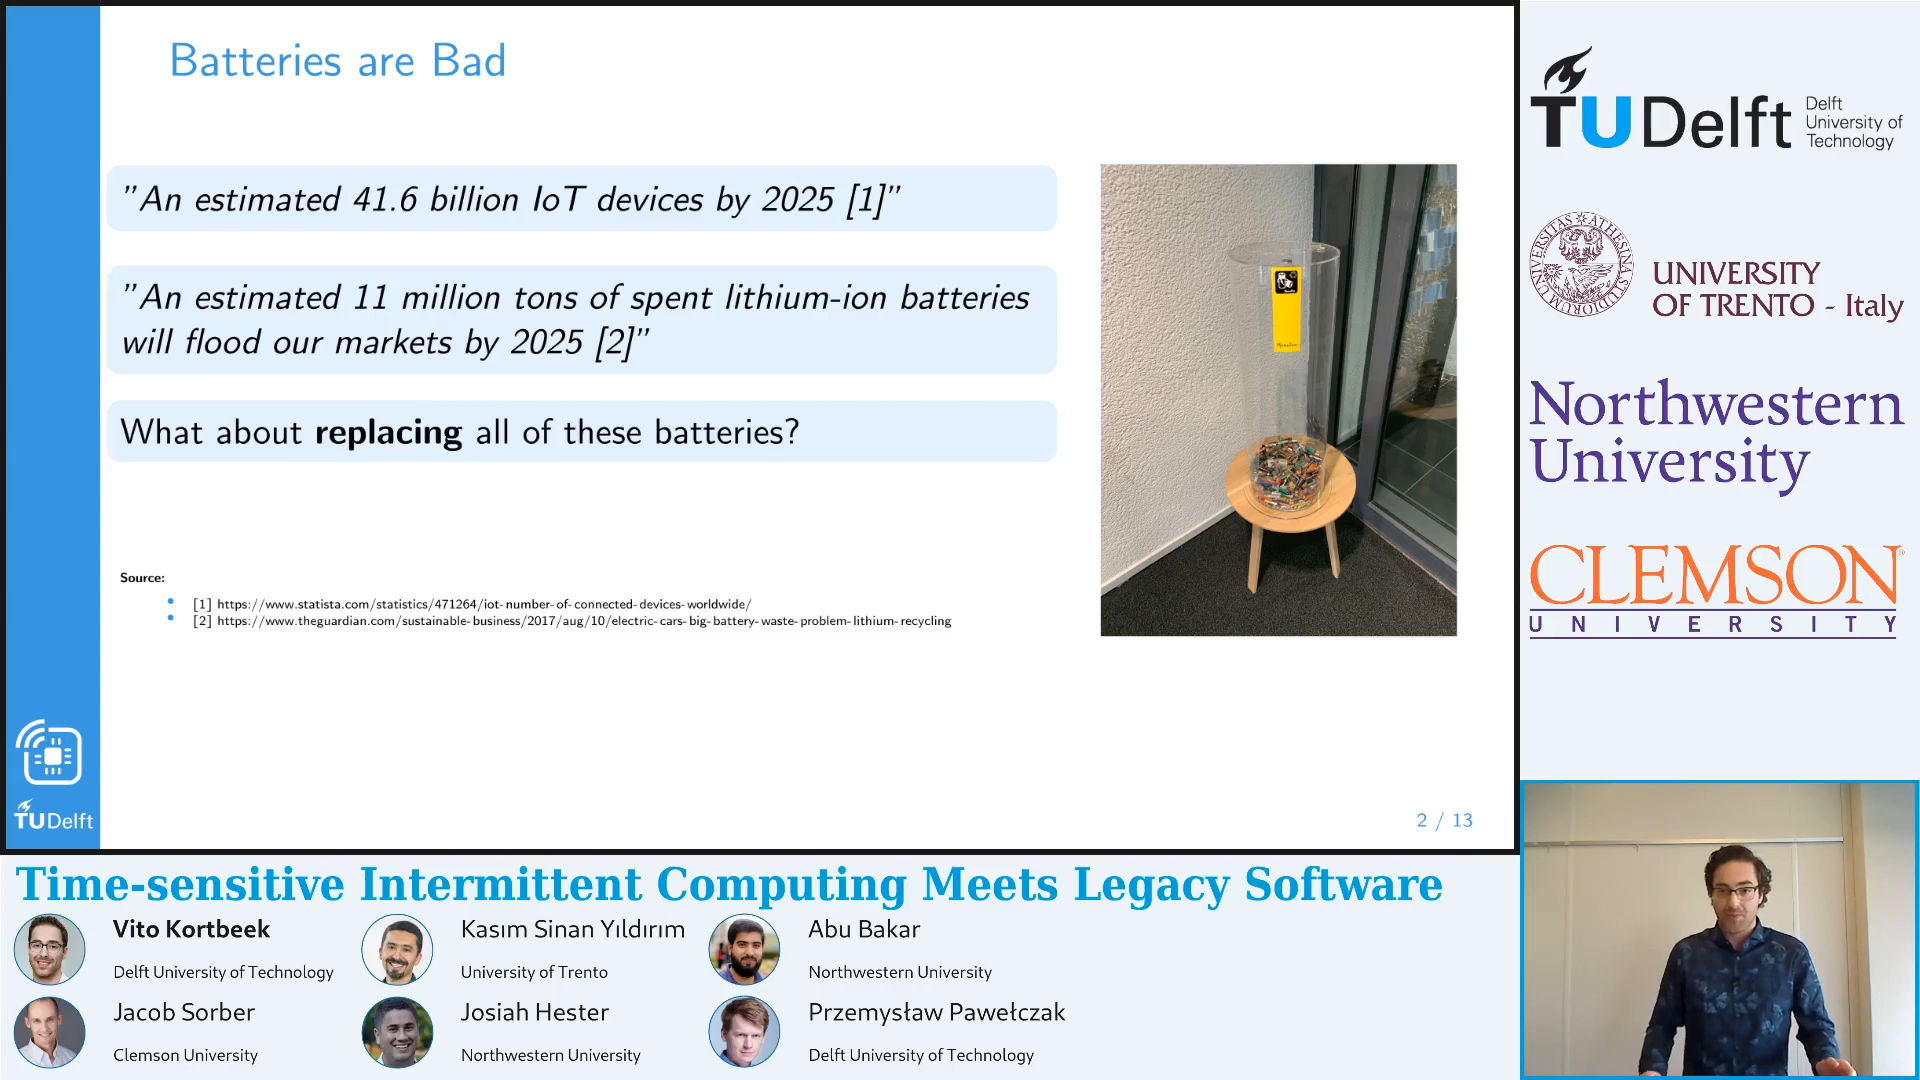 Batteries are Bad
"An estimated 41.6 billion IoT devices by 2025 [1]"
"An estimated 11 million tons of spent lithium-ion batteries
will flood our markets by 2025 [2]"
What about replacing all of these batteries?
Source:
[1] https://www.statista.com/statistics/471264/iot-number-of-connected-devices-worldwide/
[2] https://www.theguardian.com/sustainable-business/2017/aug/10/electric-cars-big-battery-waste-problem-lithium-recycling
TU Delft
2 / 13
TU Delft
Delft
University of
Technology
UNIVERSITY
OF TRENTO - Italy
Northwestern
University
CLEMSON
UNIVERSITY
Time-sensitive Intermittent Computing Meets Legacy Software
Vito Kortbeek
Delft University of Technology
Kasım Sinan Yıldırım
University of Trento
Abu Bakar
Northwestern University
Jacob Sorber
Clemson University
Josiah Hester
Northwestern University
Przemysław Pawełczak
Delft University of Technology